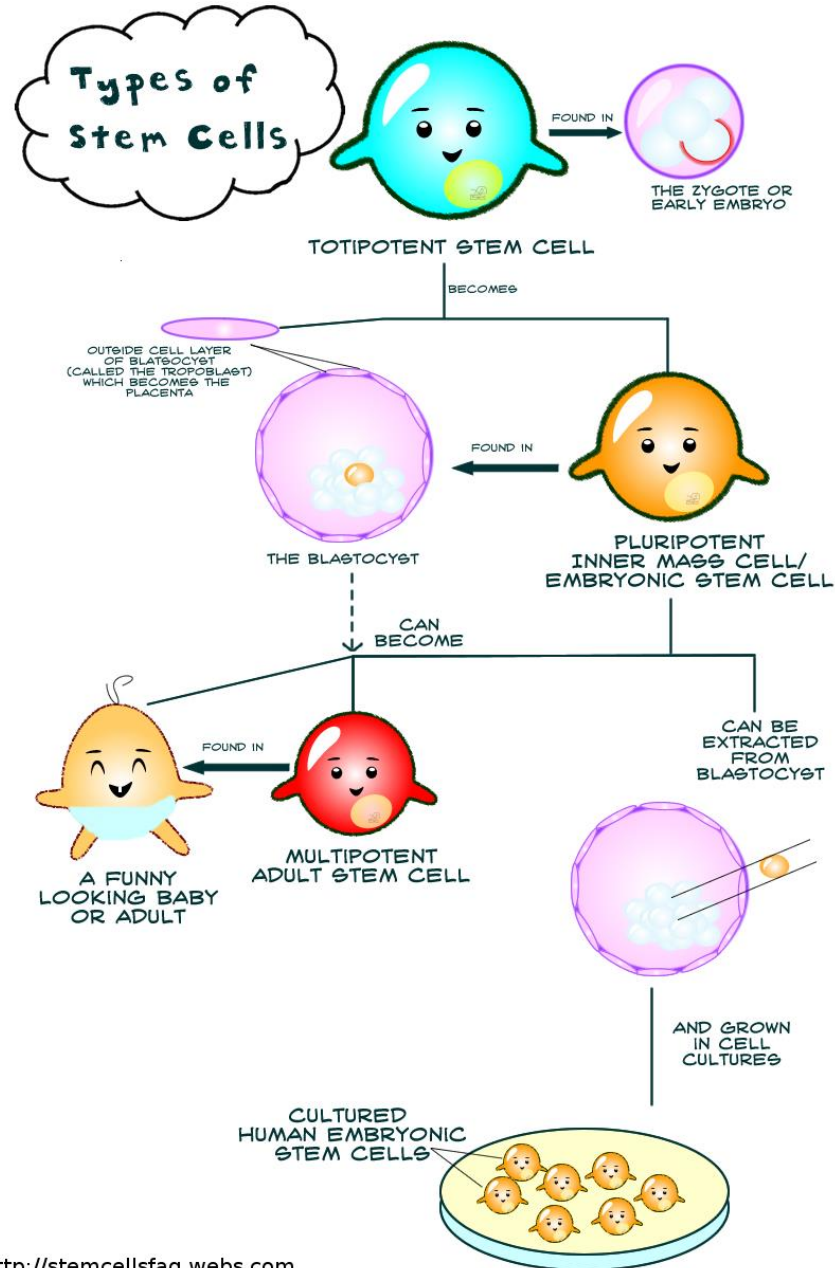 Types of
Stem Cells
FOUND IN
THE ZYGOTE OR
EARLY EMBRYO
TOTIPOTENT STEM CELL
BECOMES
OUTSIDE CELL LAYER
OF BLATSOCYST
(CALLED THE TROPOBLAST)
WHICH BECOMES THE
PLACENTA
FOUND IN
THE BLASTOCYST
PLURIPOTENT
INNER MASS CELL/
EMBRYONIC STEM CELL
CAN
BECOME
FOUND IN
A FUNNY
LOOKING BABY
OR ADULT
MULTIPOTENT
ADULT STEM CELL
CAN BE
EXTRACTED
FROM
BLASTOCYST
AND GROWN
IN CELL
CULTURES
CULTURED
HUMAN EMBRYONIC
STEM CELLS
ttp://stemcellsfaq.webs.com